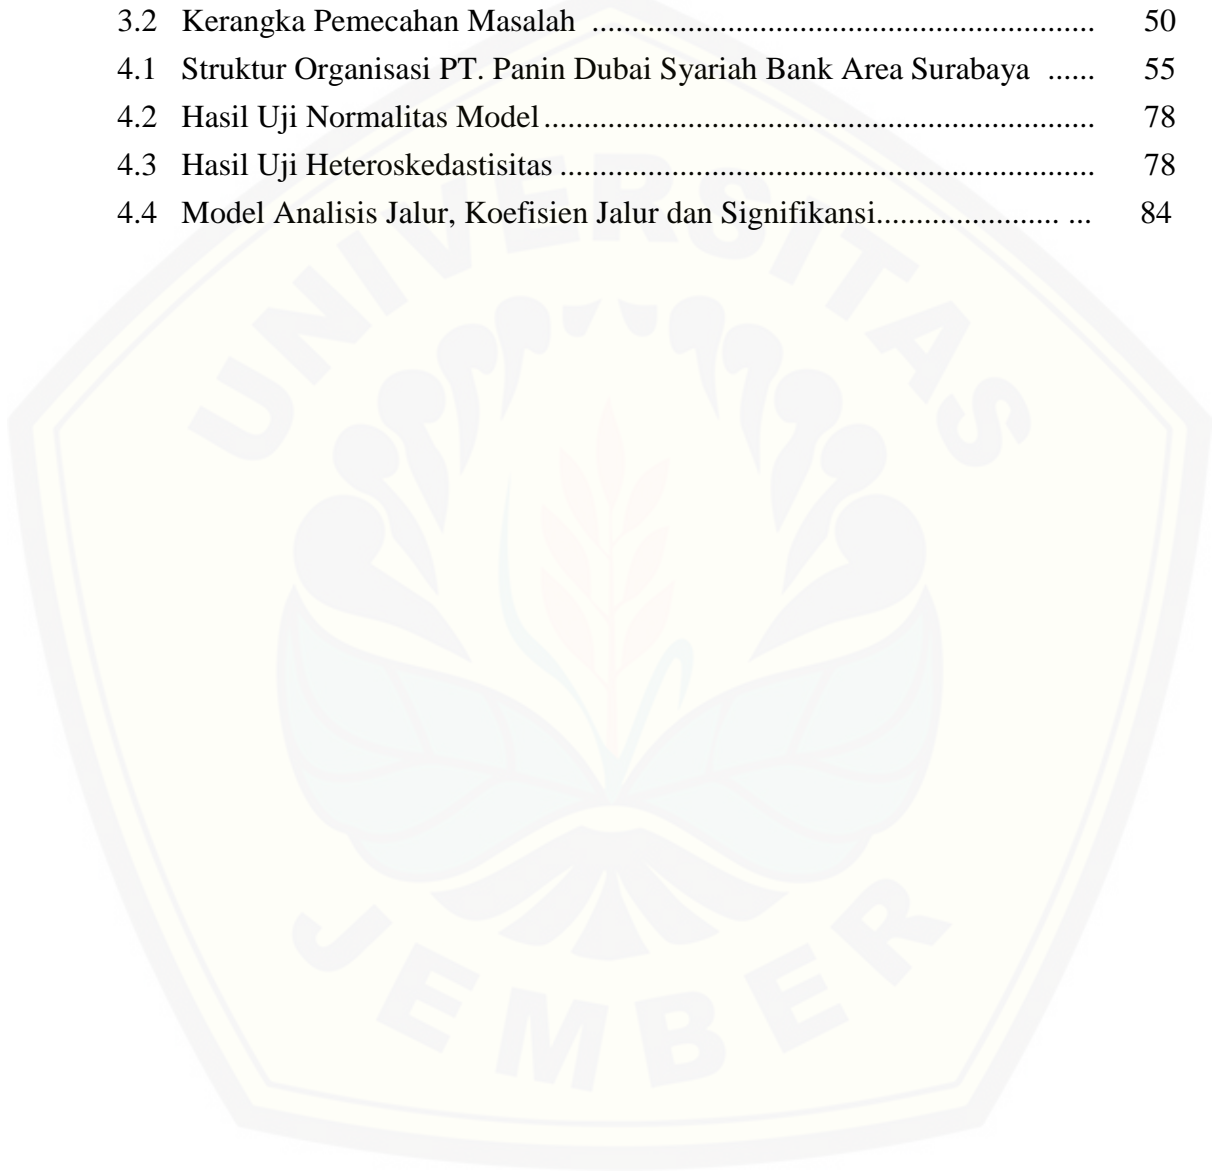 3.2 Kerangka Pemecahan Masalah ............................................................... 50
4.1 Struktur Organisasi PT. Panin Dubai Syariah Bank Area Surabaya ...... 55
4.2 Hasil Uji Normalitas Model..................................................................... 78
4.3 Hasil Uji Heteroskedastisitas ................................................................... 78
4.4 Model Analisis Jalur, Koefisien Jalur dan Signifikansi....................... ... 84
UNIVERSITAS
JEMBER